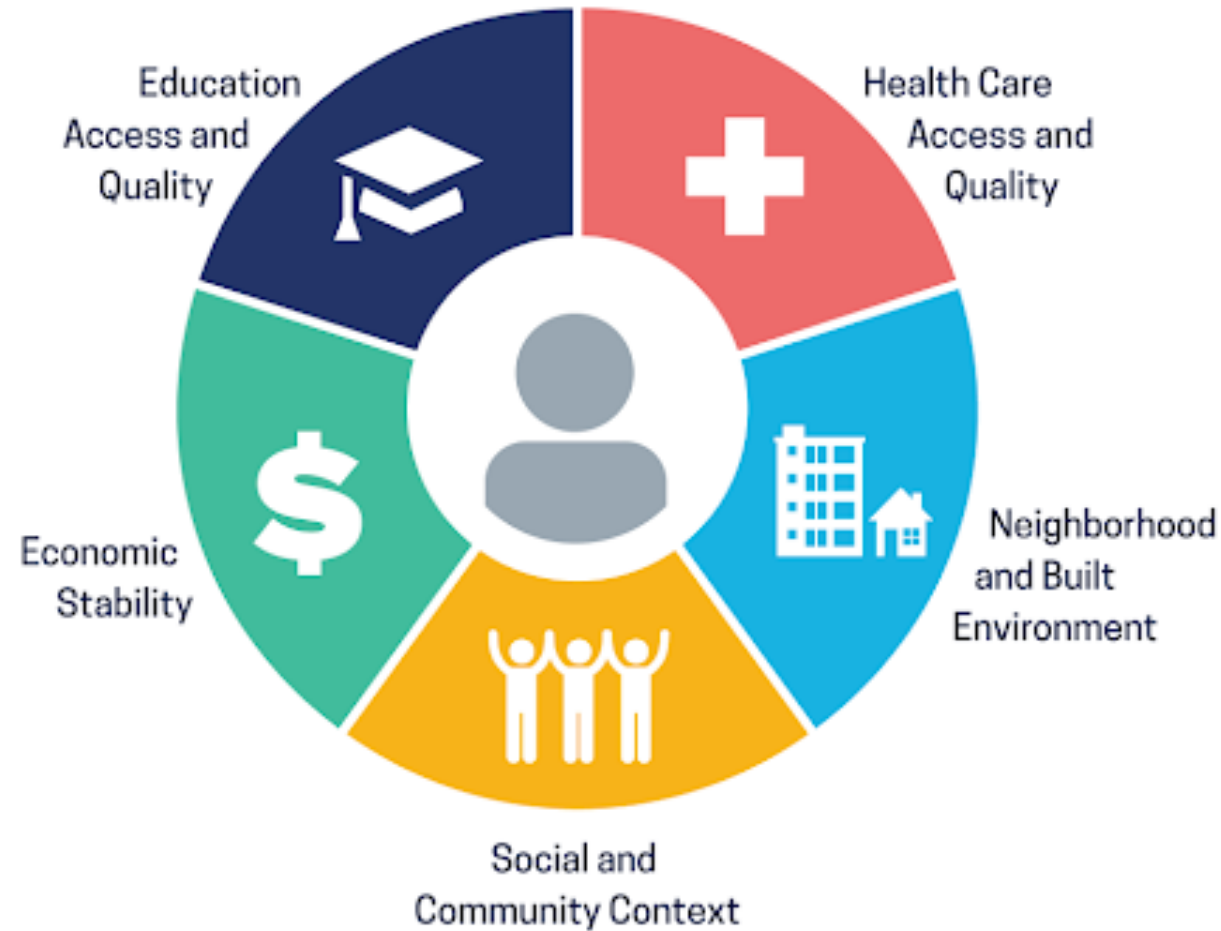 Education
Access and
Quality
Health Care
Access and
Quality
Economic
Stability
Neighborhood
and Built
Environment
Social and
Community Context